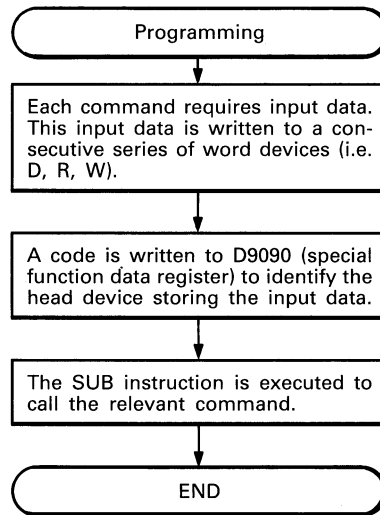 Programming
Each command requires input data.
This input data is written to a con-
secutive series of word devices (i.e.
D, R, W).
A code is written to D9090 (special
function data register) to identify the
head device storing the input data.
The SUB instruction is executed to
call the relevant command.
END